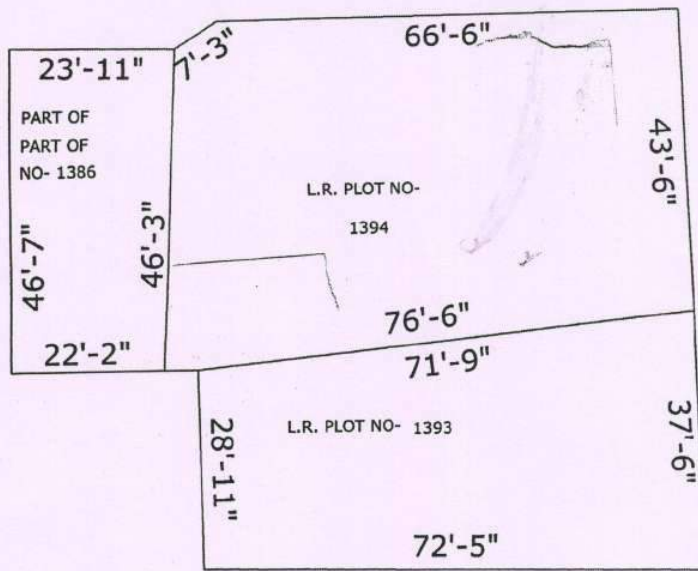 66'-6"
23'-11"
7'-3"
PART OF
PART OF
NO- 1386
43'-6"
L.R. PLOT NO-
1394
46'-7"
46'-3"
76'-6"
22'-2"
71'-9"
L.R. PLOT NO- 1393
28'-11"
37'-6"
72'-5"